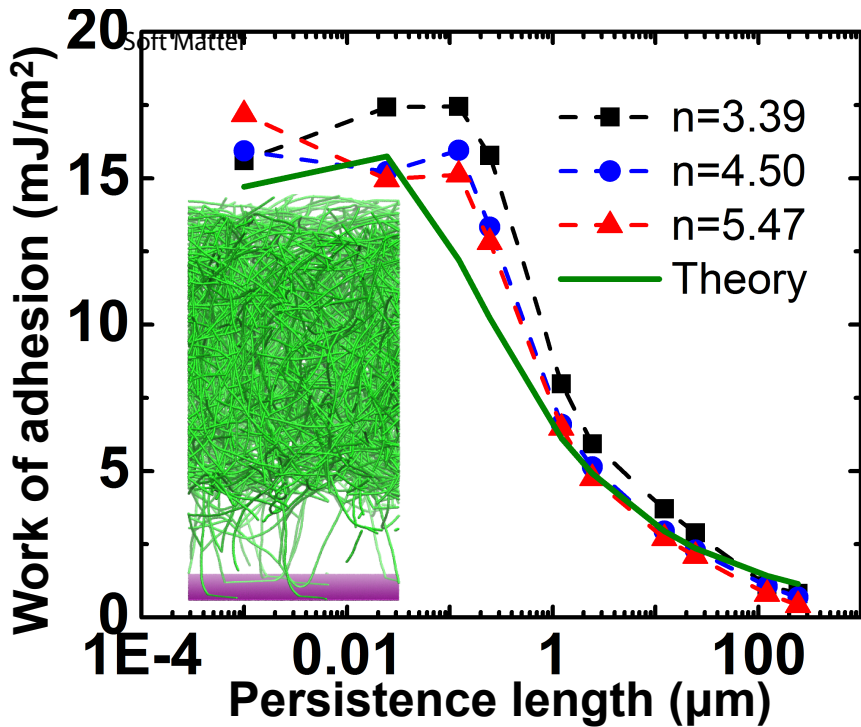 Soft Matter
20
15
10
5
0
1E-4
0.01
1
100
Work of adhesion (mJ/m²)
Persistence length (μm)
n=3.39
n=4.50
n=5.47
Theory